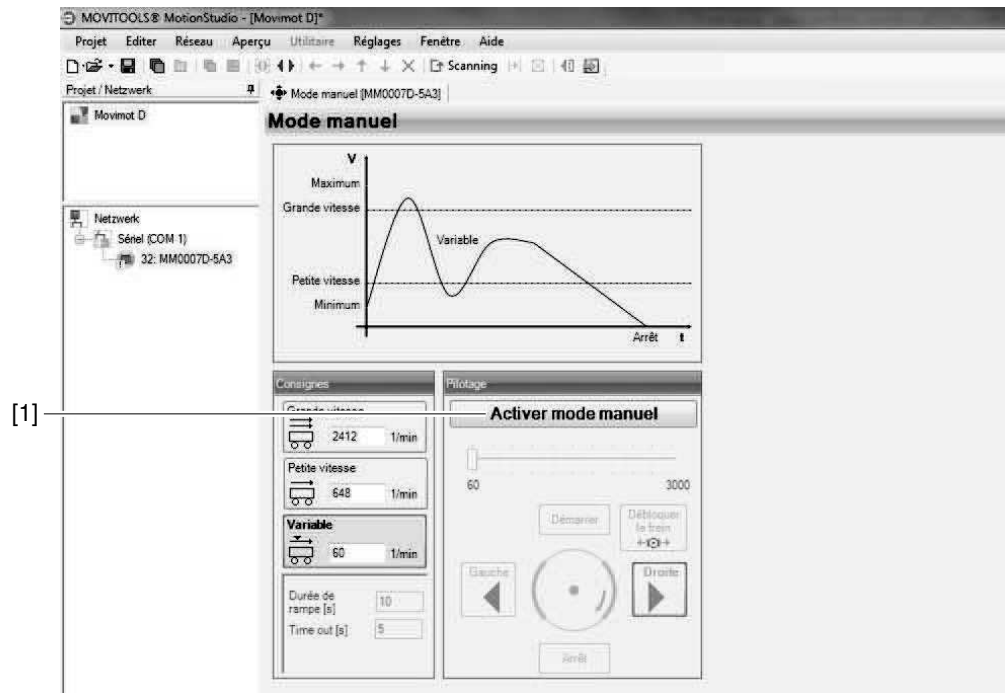 MOVITOOLS® MotionStudio - [Movimot D]*
Projet Editer Réseau Aperçu Utilitaire Réglages Fenêtre Aide
Scanning
Projet / Netzwerk
Mode manuel [MM0007D-5A3]
Movimot D
Mode manuel
V
Maximum
Grande vitesse
Variable
Netzwerk
Sériel (COM 1)
32: MM0007D-5A3
Petite vitesse
Minimum
Arrêt t
Consignes
Pilotage
[1]
Grande vitesse
Activer mode manuel
2412 1/min
Petite vitesse
648 1/min
60 3000
Variable
60 1/min
Démarrer
Débloquer
le frein
Gauche
Droite
Durée de
rampe [s]
10
Time out [s]
5
Arrêt